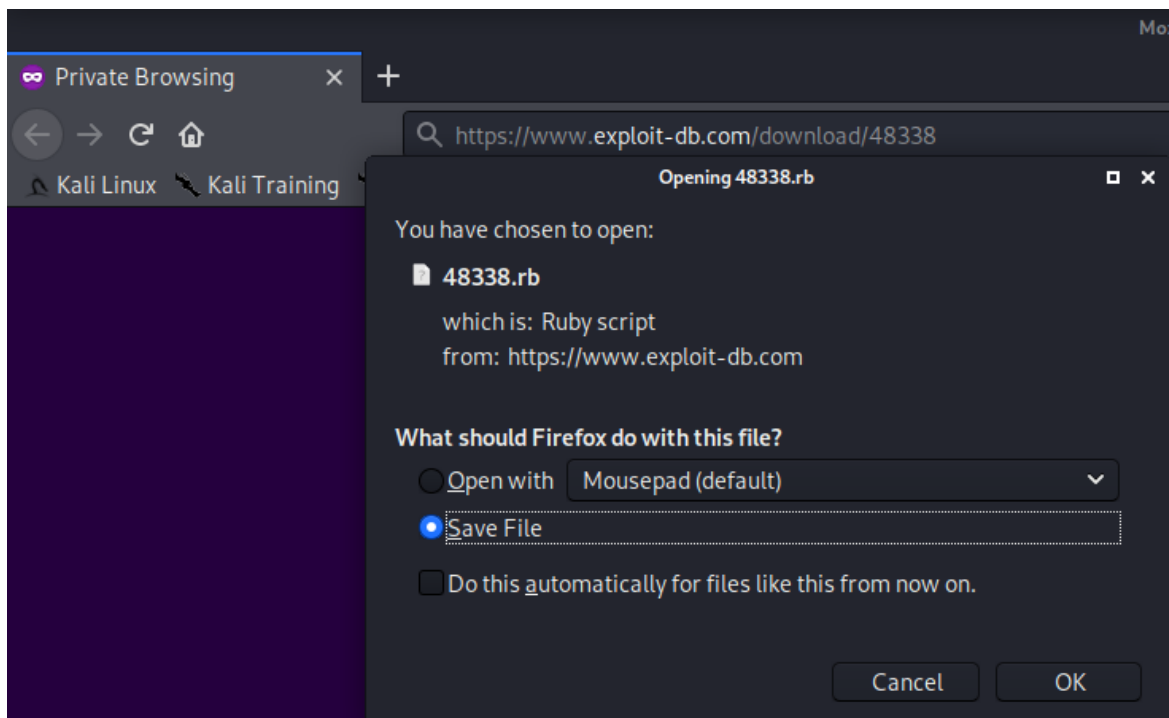 Moz
Private Browsing
https://www.exploit-db.com/download/48338
Kali Linux Kali Training
Opening 48338.rb
You have chosen to open:
48338.rb
which is: Ruby script
from: https://www.exploit-db.com
What should Firefox do with this file?
Open with Mousepad (default)
Save File
Do this automatically for files like this from now on.
Cancel OK